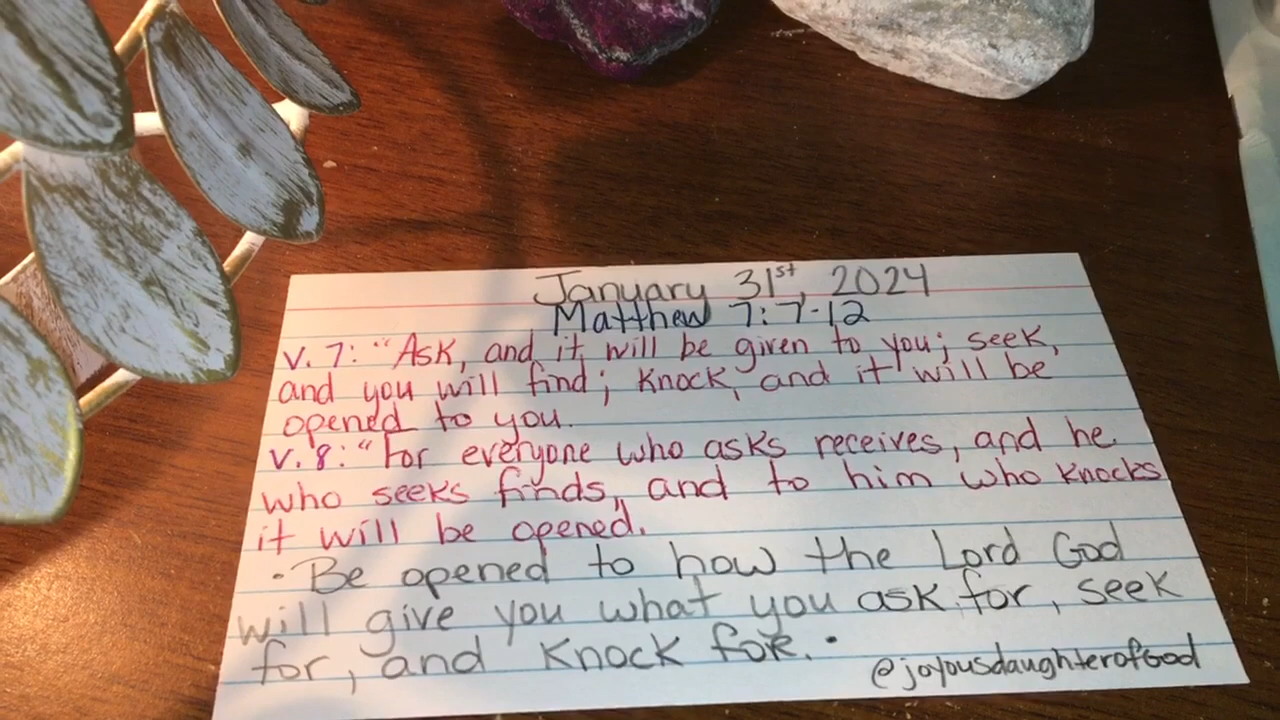 January 31st, 2024
Matthew 7:7-12
v. 7: "Ask, and it will be given to you; seek,
and you will find; knock, and it will be
opened to you.
v. 8: "For everyone who asks receives, and he
who seeks finds, and to him who knocks
it will be opened.
• Be opened to how the Lord God
will give you what you ask for, seek
for, and knock for. •
@joyousdaughterofGod